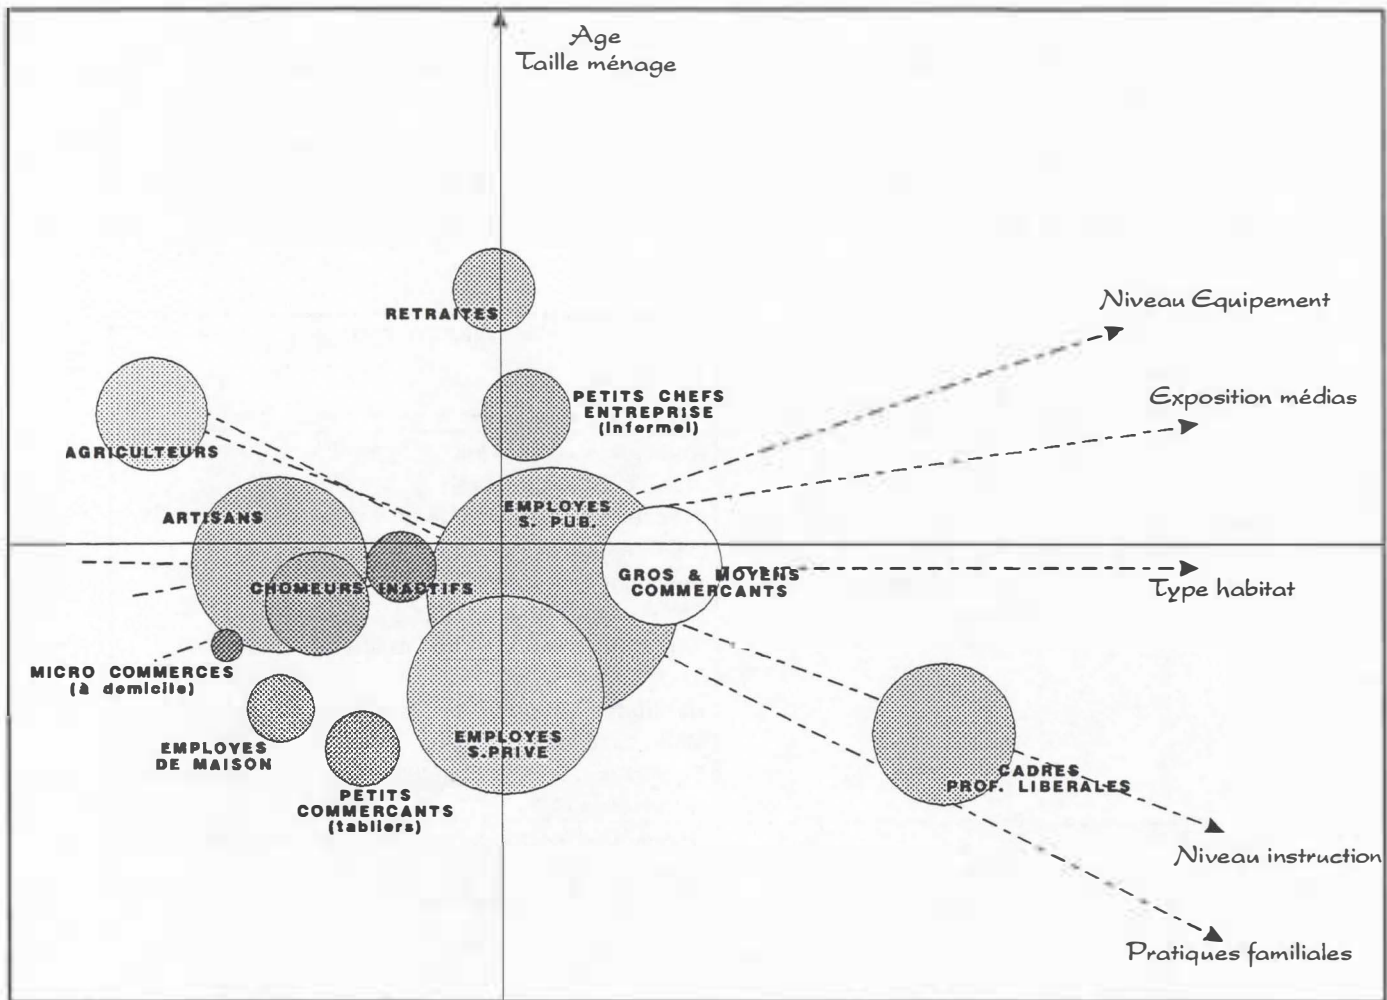 Age
Taille ménage
Niveau Equipement
RETRAITES
PETITS CHEFS
ENTREPRISE
(informel)
Exposition médias
AGRICULTEURS
EMPLOYES
S. PUB.
ARTISANS
GROS & MOYENS
COMMERCANTS
CHOMEURS INACTIFS
Type habitat
MICRO COMMERCES
(à domicile)
EMPLOYES
S.PRIVE
EMPLOYES
DE MAISON
CADRES
PROF. LIBERALES
PETITS
COMMERCANTS
(tabliers)
Niveau instruction
Pratiques familiales